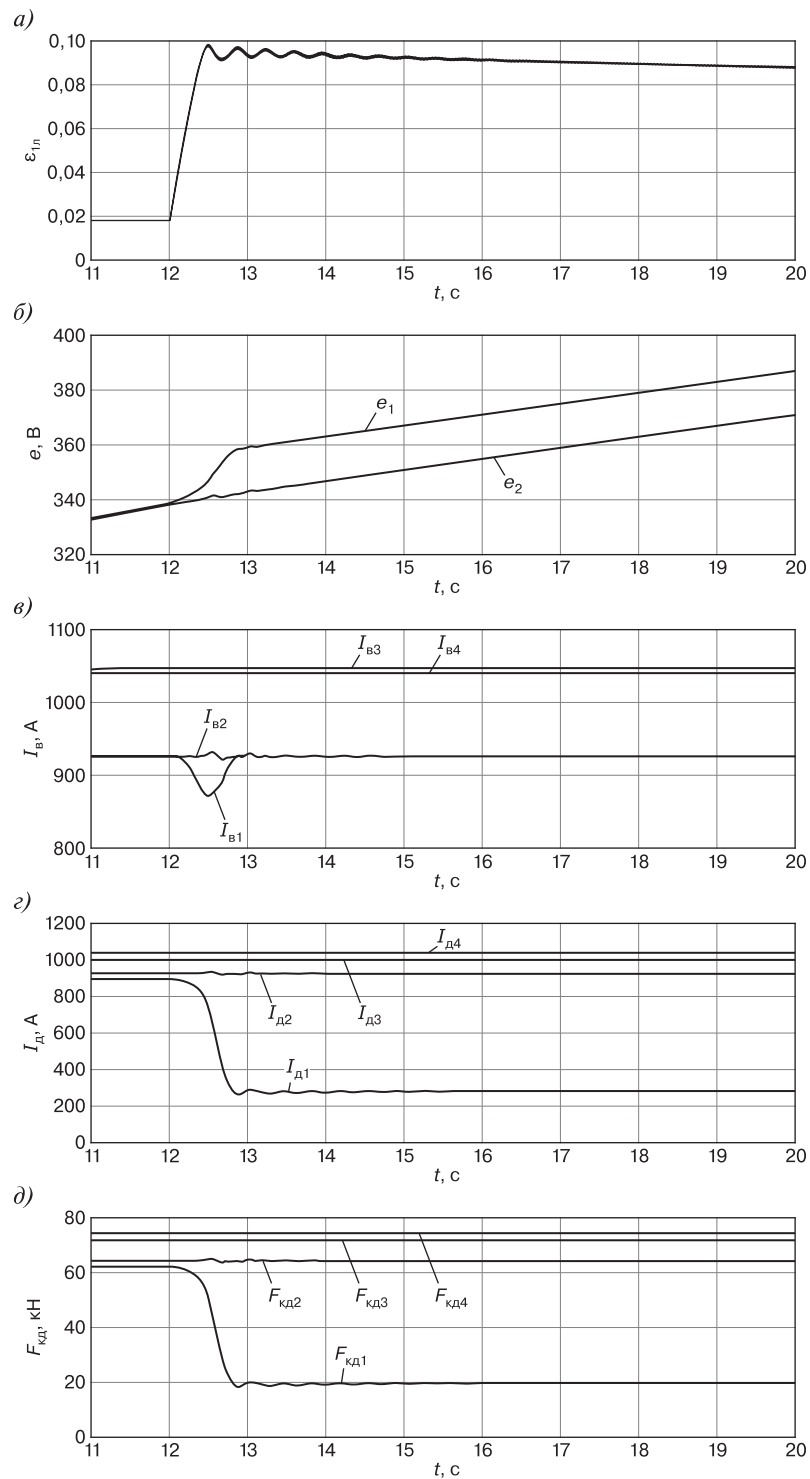 а)
0,10
0,08
0,06
0,04
0,02
0
ε1л
11 12 13 14 15 16 17 18 19 20
t, с
б)
400
380
360
340
320
e, В
e1
e2
11 12 13 14 15 16 17 18 19 20
t, с
в)
1100
1000
900
800
Iв, А
Iв3
Iв4
Iв2
Iв1
11 12 13 14 15 16 17 18 19 20
t, с
г)
1200
1000
800
600
400
200
0
Iд, А
Iд4
Iд2
Iд3
Iд1
11 12 13 14 15 16 17 18 19 20
t, с
д)
80
60
40
20
0
Fкд, кН
Fкд2
Fкд3
Fкд4
Fкд1
11 12 13 14 15 16 17 18 19 20
t, с